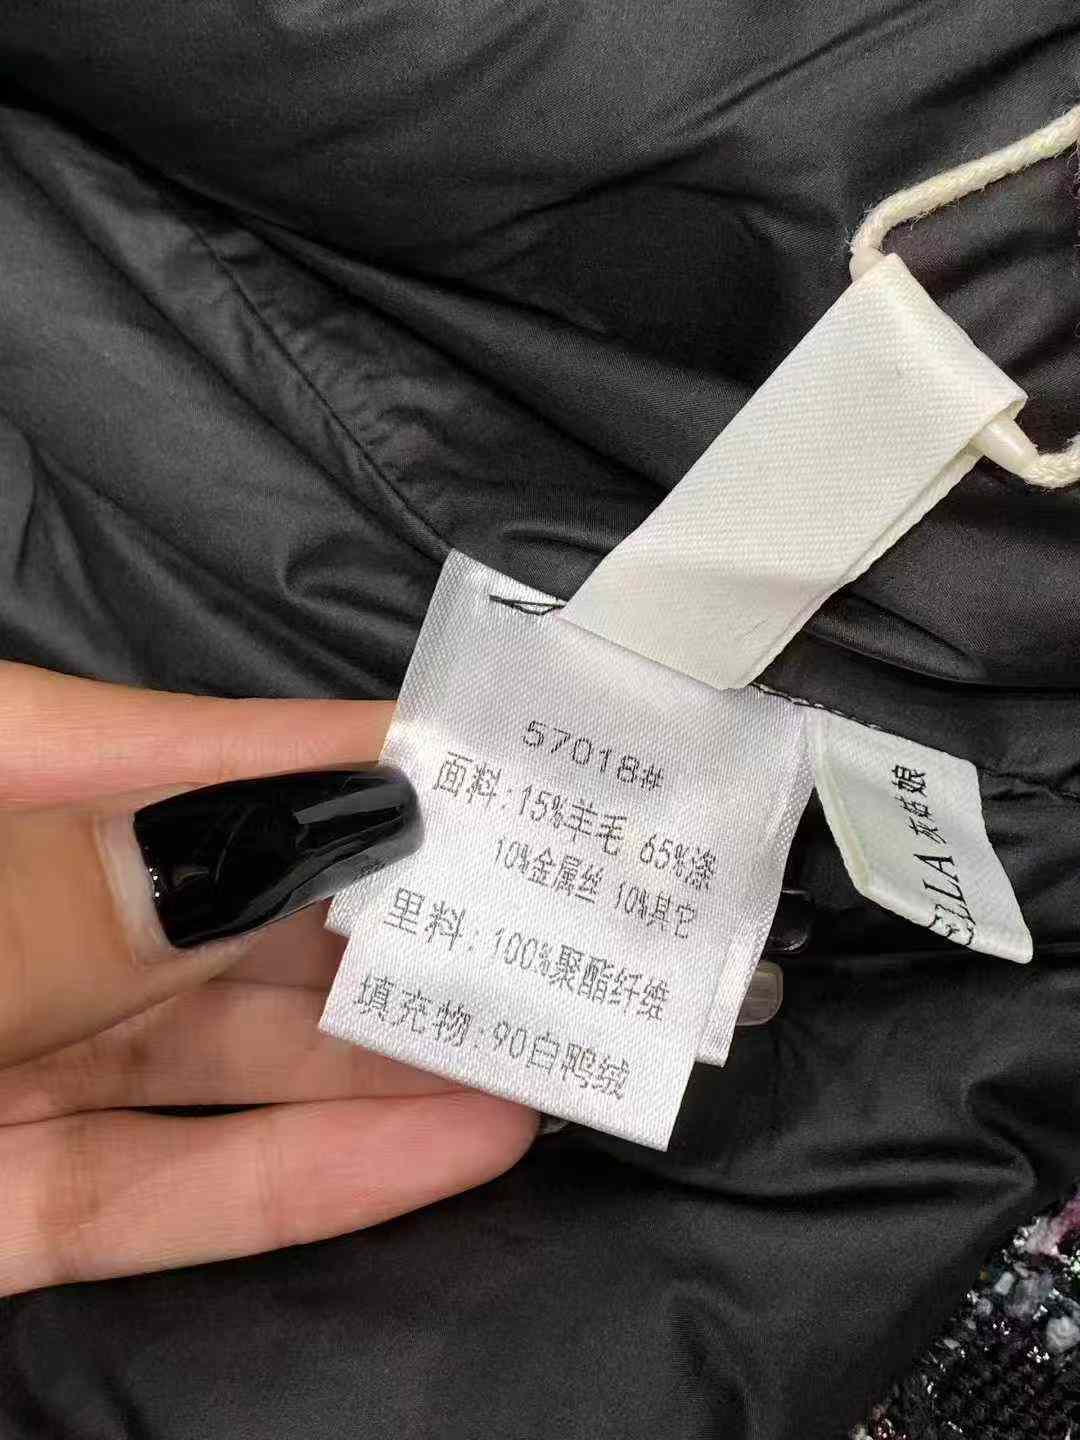 57018#
面料:15%羊毛 65%涤
10%金属丝 10%其它
里料:100%聚酯纤维
填充物:90白鸭绒
ELLA 灰姑娘